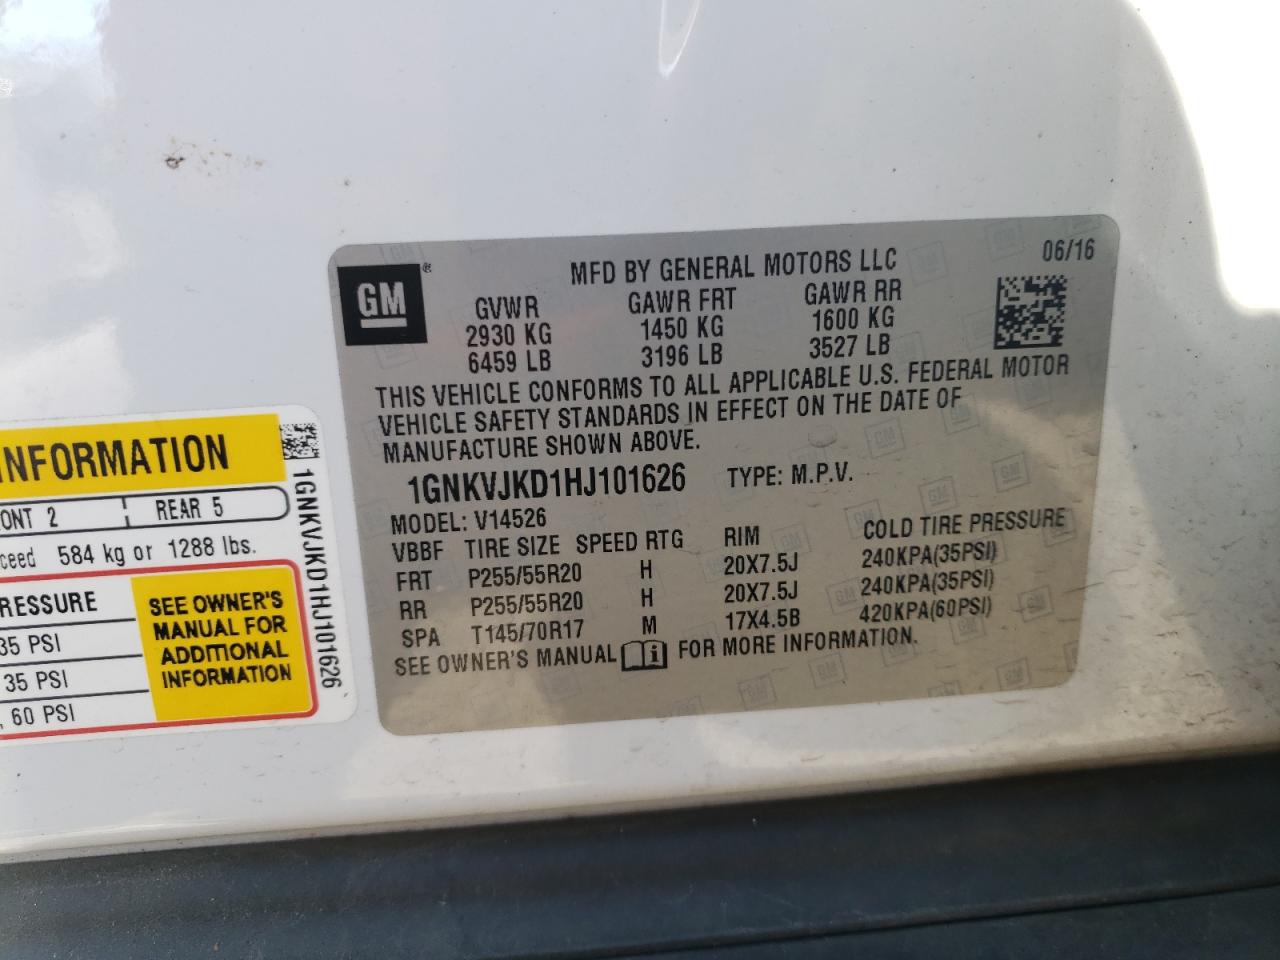 GM®
MFD BY GENERAL MOTORS LLC
06/16
GVWR GAWR FRT GAWR RR
2930 KG 1450 KG 1600 KG
6459 LB 3196 LB 3527 LB
THIS VEHICLE CONFORMS TO ALL APPLICABLE U.S. FEDERAL MOTOR
VEHICLE SAFETY STANDARDS IN EFFECT ON THE DATE OF
MANUFACTURE SHOWN ABOVE.
1GNKVJKD1HJ101626 TYPE: M.P.V.
MODEL: V14526
VBBF TIRE SIZE SPEED RTG RIM COLD TIRE PRESSURE
FRT P255/55R20 H 20X7.5J 240KPA(35PSI)
RR P255/55R20 H 20X7.5J 240KPA(35PSI)
SPA T145/70R17 M 17X4.5B 420KPA(60PSI)
SEE OWNER'S MANUAL i FOR MORE INFORMATION.
INFORMATION
ONT 2 REAR 5
ceed 584 kg or 1288 lbs.
RESSURE
35 PSI
35 PSI
, 60 PSI
SEE OWNER'S
MANUAL FOR
ADDITIONAL
INFORMATION
1GNKVJKD1HJ101626